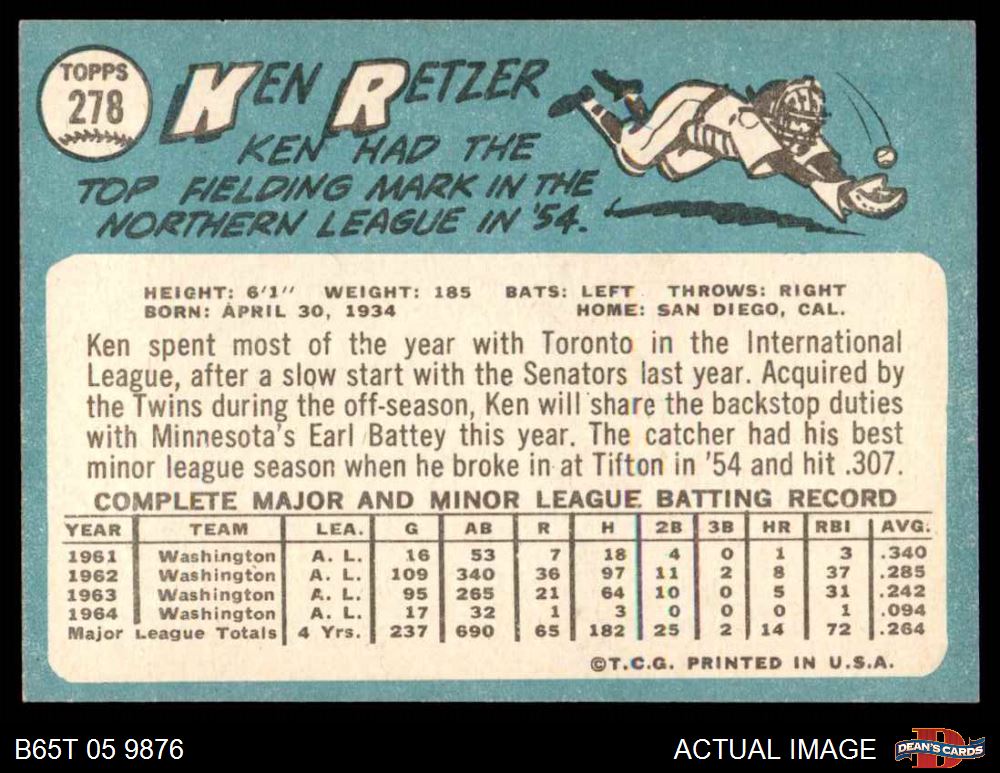 TOPPS
278
KEN RETZER
KEN HAD THE
TOP FIELDING MARK IN THE
NORTHERN LEAGUE IN '54.
HEIGHT: 6'1" WEIGHT: 185 BATS: LEFT THROWS: RIGHT
BORN: APRIL 30, 1934 HOME: SAN DIEGO, CAL.
Ken spent most of the year with Toronto in the International
League, after a slow start with the Senators last year. Acquired by
the Twins during the off-season, Ken will share the backstop duties
with Minnesota's Earl Battey this year. The catcher had his best
minor league season when he broke in at Tifton in '54 and hit .307.
COMPLETE MAJOR AND MINOR LEAGUE BATTING RECORD
YEAR TEAM LEA. G AB R H 2B 3B HR RBI AVG.
1961 Washington A. L. 16 53 7 18 4 0 1 3 .340
1962 Washington A. L. 109 340 36 97 11 2 8 37 .285
1963 Washington A. L. 95 265 21 64 10 0 5 31 .242
1964 Washington A. L. 17 32 1 3 0 0 0 1 .094
Major League Totals 4 Yrs. 237 690 65 182 25 2 14 72 .264
©T.C.G. PRINTED IN U.S.A.
B65T 05 9876
ACTUAL IMAGE
DEAN'S CARDS